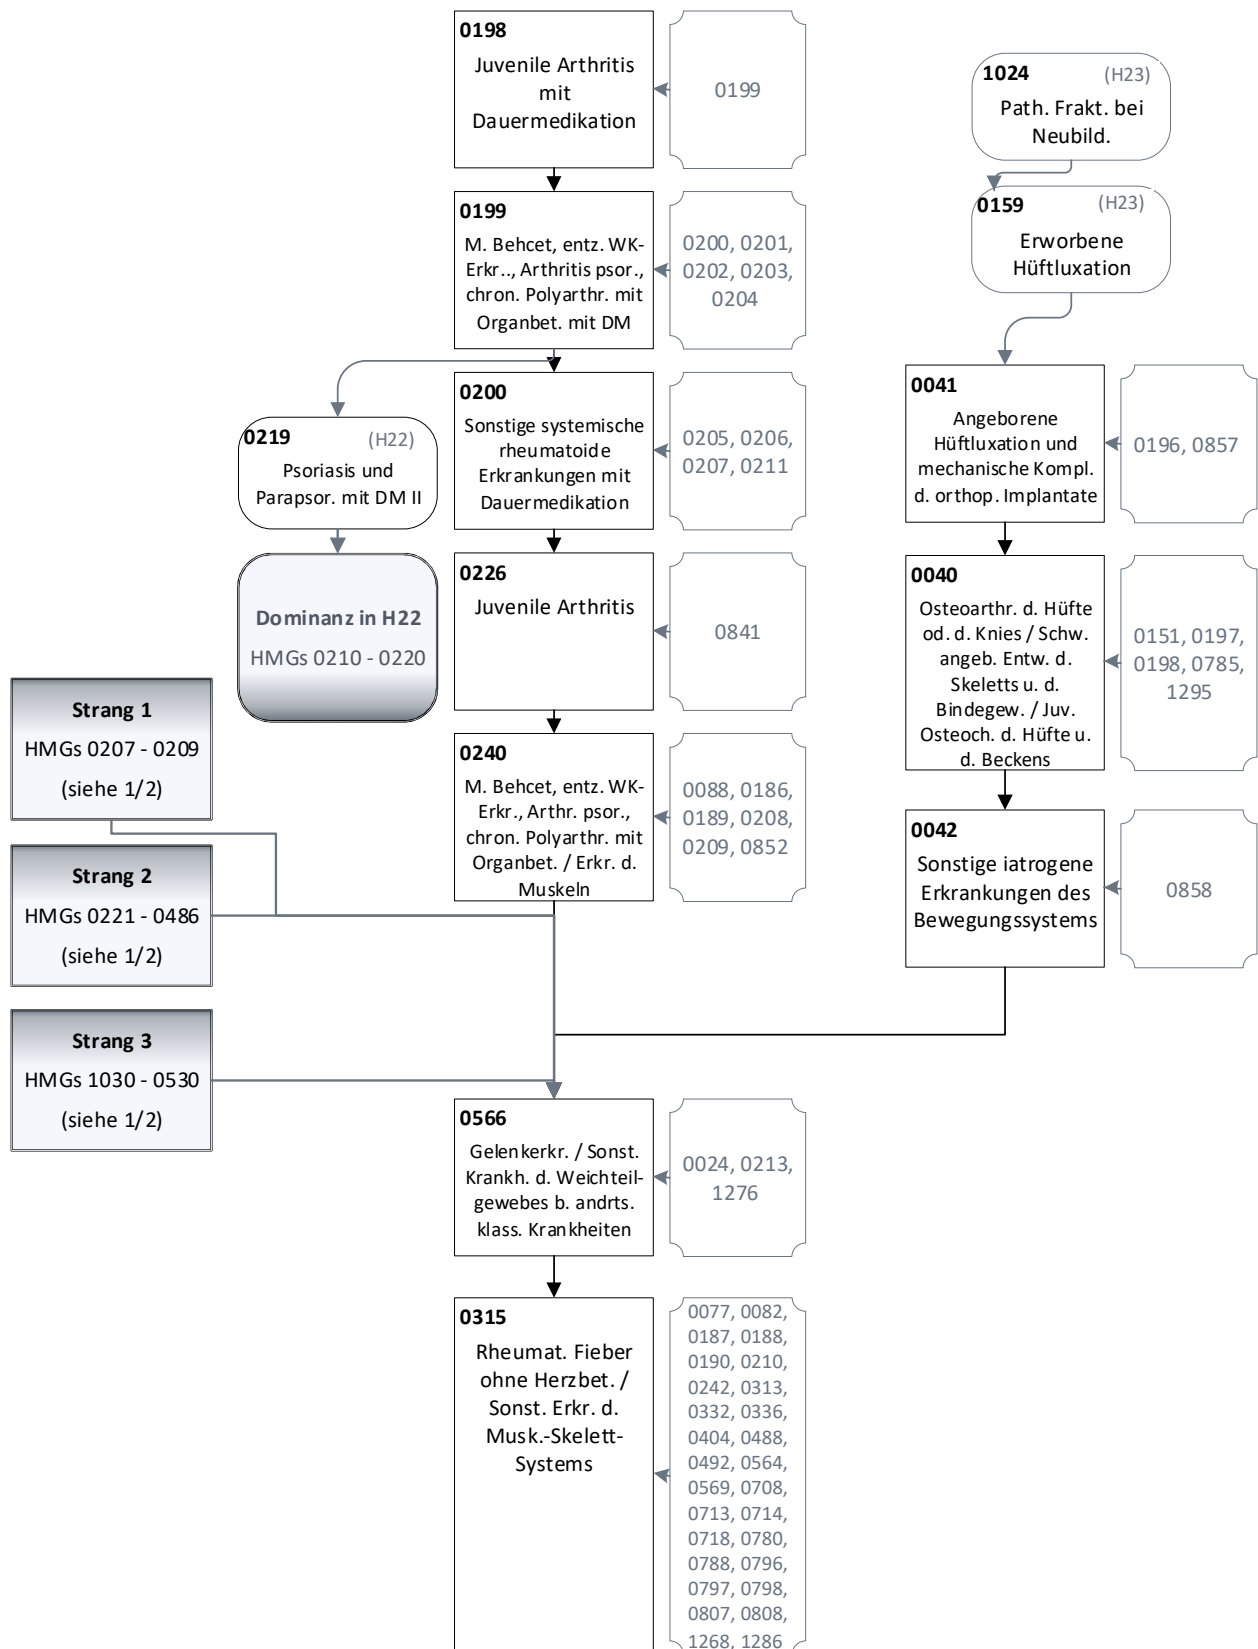 0198
Juvenile Arthritis
mit
Dauermedikation
0199
1024 (H23)
Path. Frakt. bei
Neubild.
0199
M. Behcet, entz. WK-
Erkr.., Arthritis psor.,
chron. Polyarthr. mit
Organbet. mit DM
0200, 0201,
0202, 0203,
0204
0159 (H23)
Erworbene
Hüftluxation
0200
Sonstige systemische
rheumatoide
Erkrankungen mit
Dauermedikation
0205, 0206,
0207, 0211
0041
Angeborene
Hüftluxation und
mechanische Kompl.
d. orthop. Implantate
0196, 0857
0219 (H22)
Psoriasis und
Parapsor. mit DM II
Dominanz in H22
HMGs 0210 - 0220
0226
Juvenile Arthritis
0841
0040
Osteoarthr. d. Hüfte
od. d. Knies / Schw.
angeb. Entw. d.
Skeletts u. d.
Bindegew. / Juv.
Osteoch. d. Hüfte u.
d. Beckens
0151, 0197,
0198, 0785,
1295
Strang 1
HMGs 0207 - 0209
(siehe 1/2)
0240
M. Behcet, entz. WK-
Erkr., Arthr. psor.,
chron. Polyarthr. mit
Organbet. / Erkr. d.
Muskeln
0088, 0186,
0189, 0208,
0209, 0852
0042
Sonstige iatrogene
Erkrankungen des
Bewegungssystems
0858
Strang 2
HMGs 0221 - 0486
(siehe 1/2)
Strang 3
HMGs 1030 - 0530
(siehe 1/2)
0566
Gelenkerkr. / Sonst.
Krankh. d. Weichteil-
gewebes b. andrts.
klass. Krankheiten
0024, 0213,
1276
0315
Rheumat. Fieber
ohne Herzbet. /
Sonst. Erkr. d.
Musk.-Skelett-
Systems
0077, 0082,
0187, 0188,
0190, 0210,
0242, 0313,
0332, 0336,
0404, 0488,
0492, 0564,
0569, 0708,
0713, 0714,
0718, 0780,
0788, 0796,
0797, 0798,
0807, 0808,
1268, 1286